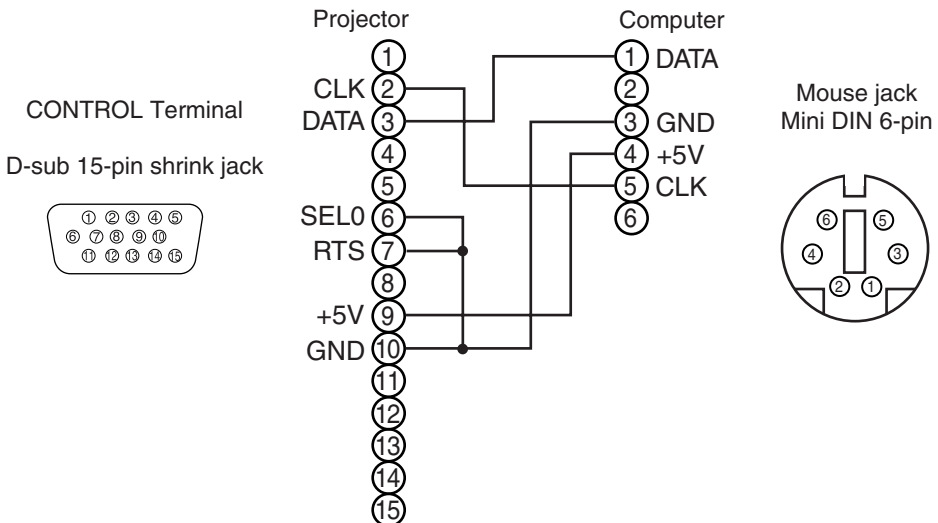 Projector
Computer
CONTROL Terminal
D-sub 15-pin shrink jack
① ② ③ ④ ⑤
⑥ ⑦ ⑧ ⑨ ⑩
⑪ ⑫ ⑬ ⑭ ⑮
①
CLK ②
DATA ③
④
⑤
SEL0 ⑥
RTS ⑦
⑧
+5V ⑨
GND ⑩
⑪
⑫
⑬
⑭
⑮
① DATA
②
③ GND
④ +5V
⑤ CLK
⑥
Mouse jack
Mini DIN 6-pin
⑥ ⑤
④ ③
② ①